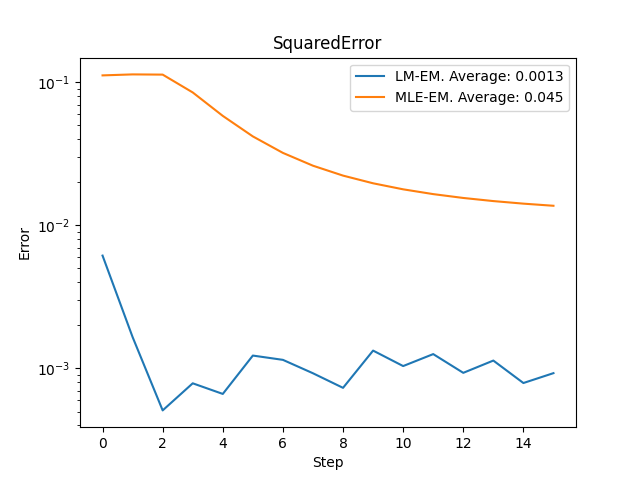 SquaredError
LM-EM. Average: 0.0013
MLE-EM. Average: 0.045
10⁻¹
10⁻²
10⁻³
Error
0 2 4 6 8 10 12 14
Step